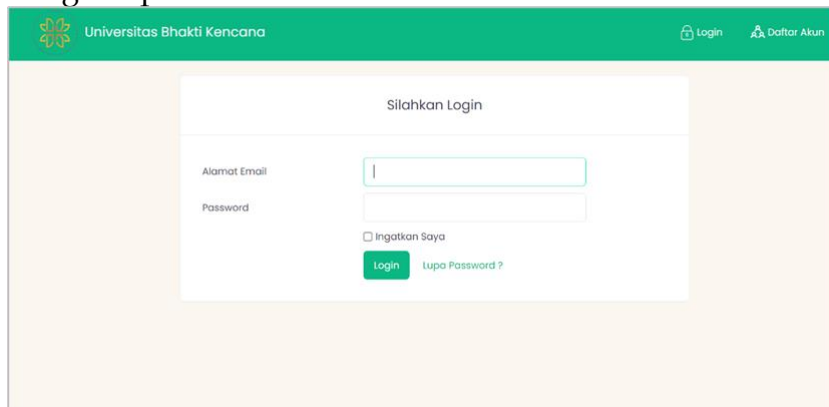 Universitas Bhakti Kencana
Login
Daftar Akun
Silahkan Login
Alamat Email
Password
Ingatkan Saya
Login
Lupa Password ?